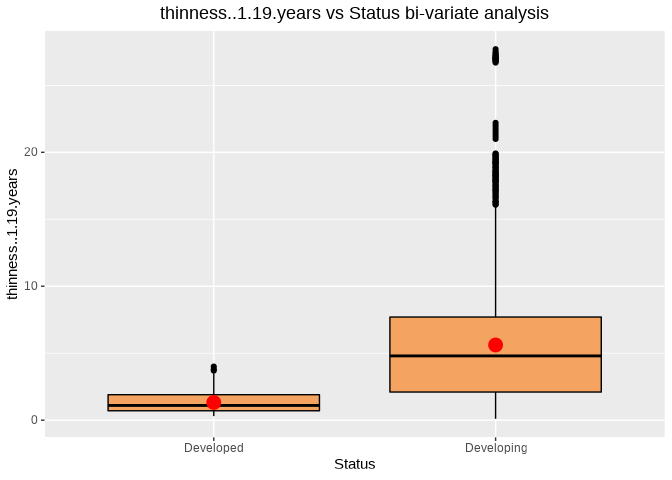 thinness..1.19.years vs Status bi-variate analysis
thinness..1.19.years
20
10
0
Developed
Developing
Status